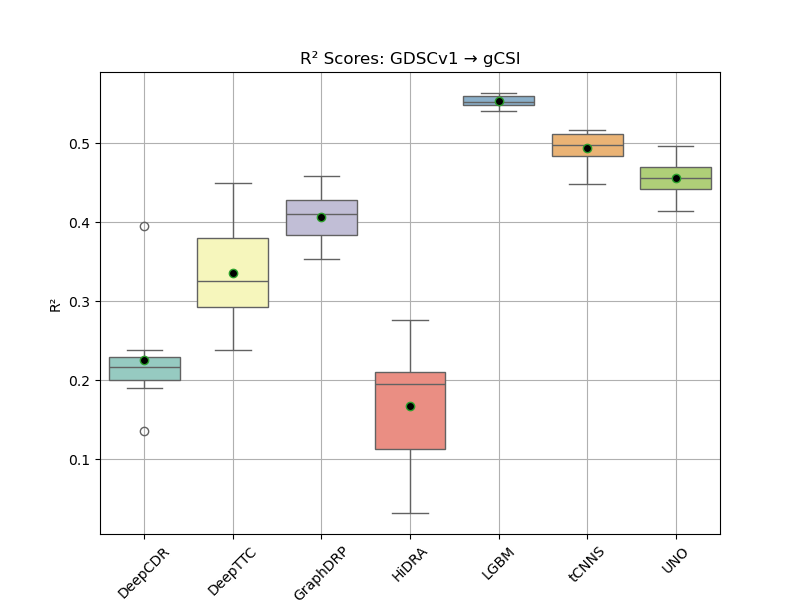 R² Scores: GDSCv1 → gCSI
R²
0.5
0.4
0.3
0.2
0.1
DeepCDR
DeepTTC
GraphDRP
HiDRA
LGBM
tCNNS
UNO